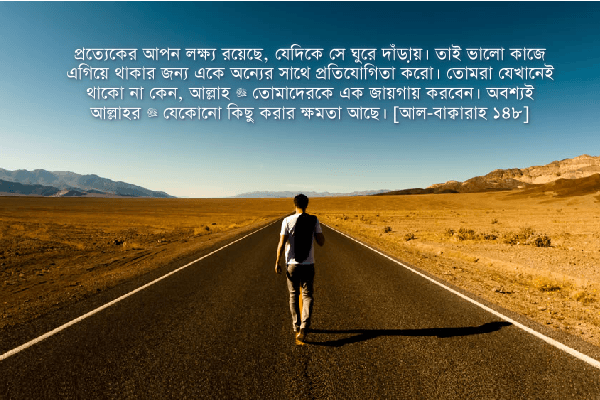 প্রত্যেকের আপন লক্ষ্য রয়েছে, যেদিকে সে ঘুরে দাঁড়ায়। তাই ভালো কাজে
এগিয়ে থাকার জন্য একে অন্যের সাথে প্রতিযোগিতা করো। তোমরা যেখানেই
থাকো না কেন, আল্লাহ ﷻ তোমাদেরকে এক জায়গায় করবেন। অবশ্যই
আল্লাহর ﷻ যেকোনো কিছু করার ক্ষমতা আছে। [আল-বাক্বারাহ ১৪৮]